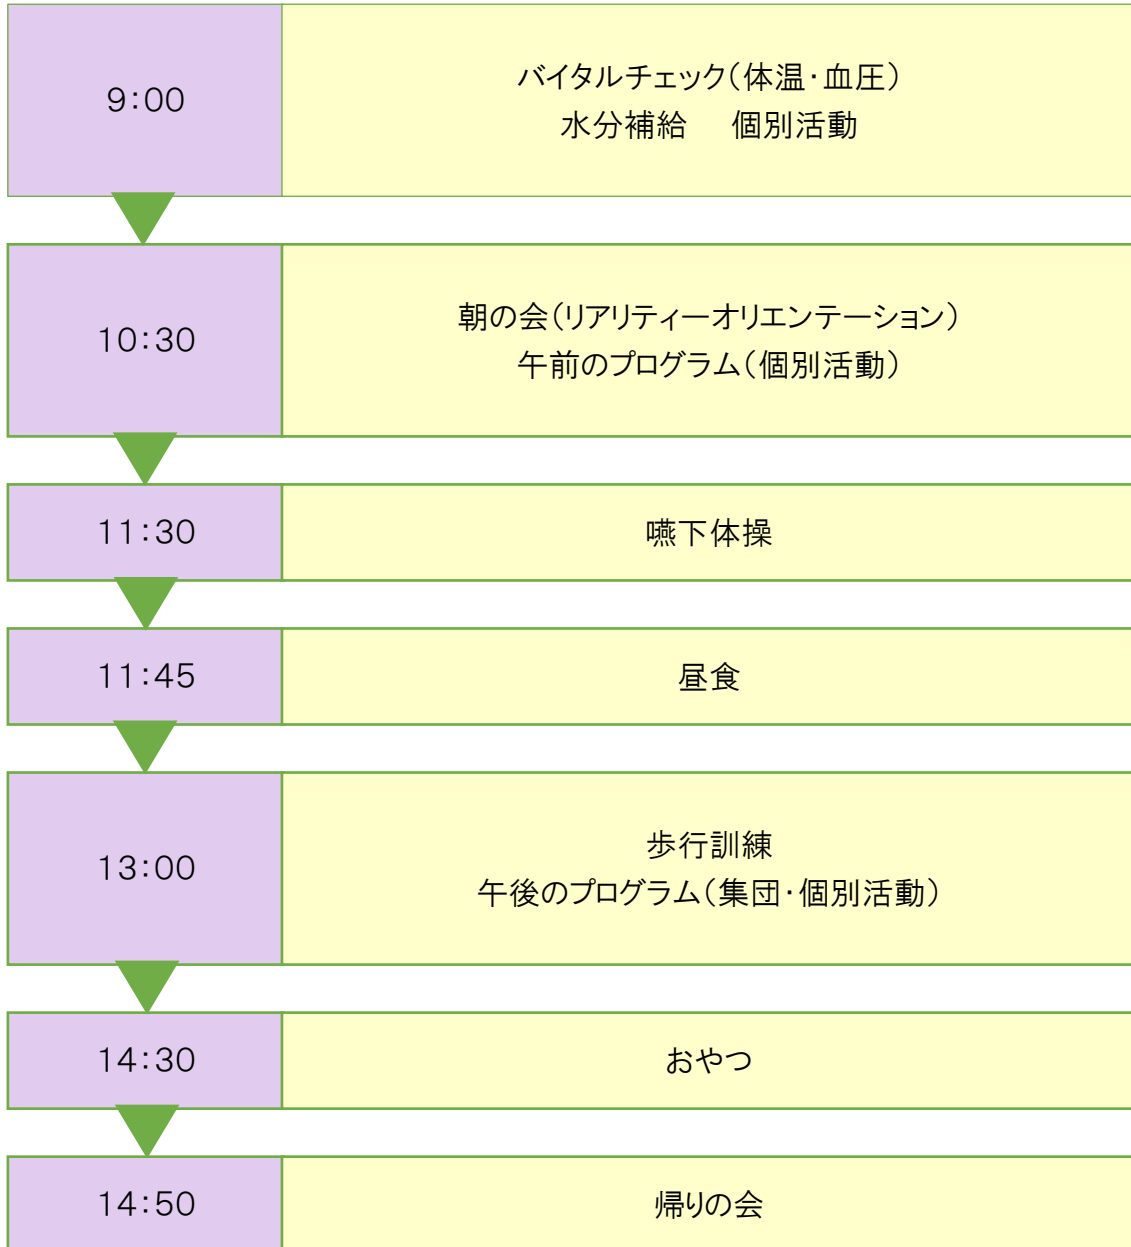 9:00
バイタルチェック(体温・血圧)
水分補給　個別活動
10:30
朝の会(リアリティーオリエンテーション)
午前のプログラム(個別活動)
11:30
嚥下体操
11:45
昼食
13:00
歩行訓練
午後のプログラム(集団・個別活動)
14:30
おやつ
14:50
帰りの会